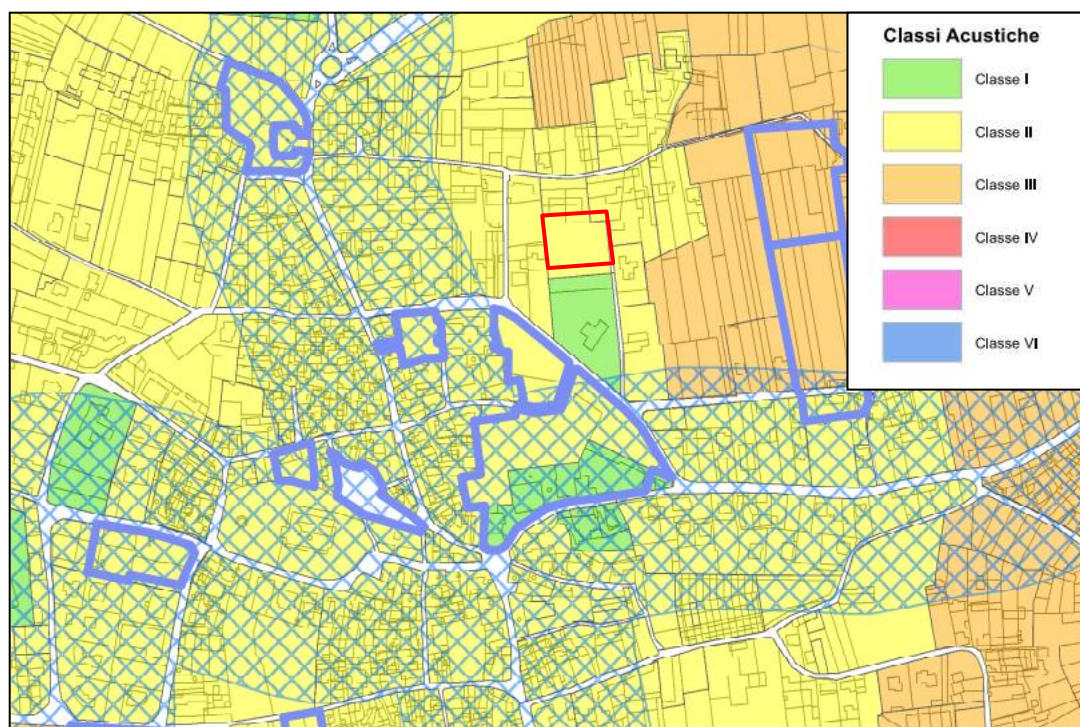 Classi Acustiche
Classe I
Classe II
Classe III
Classe IV
Classe V
Classe VI